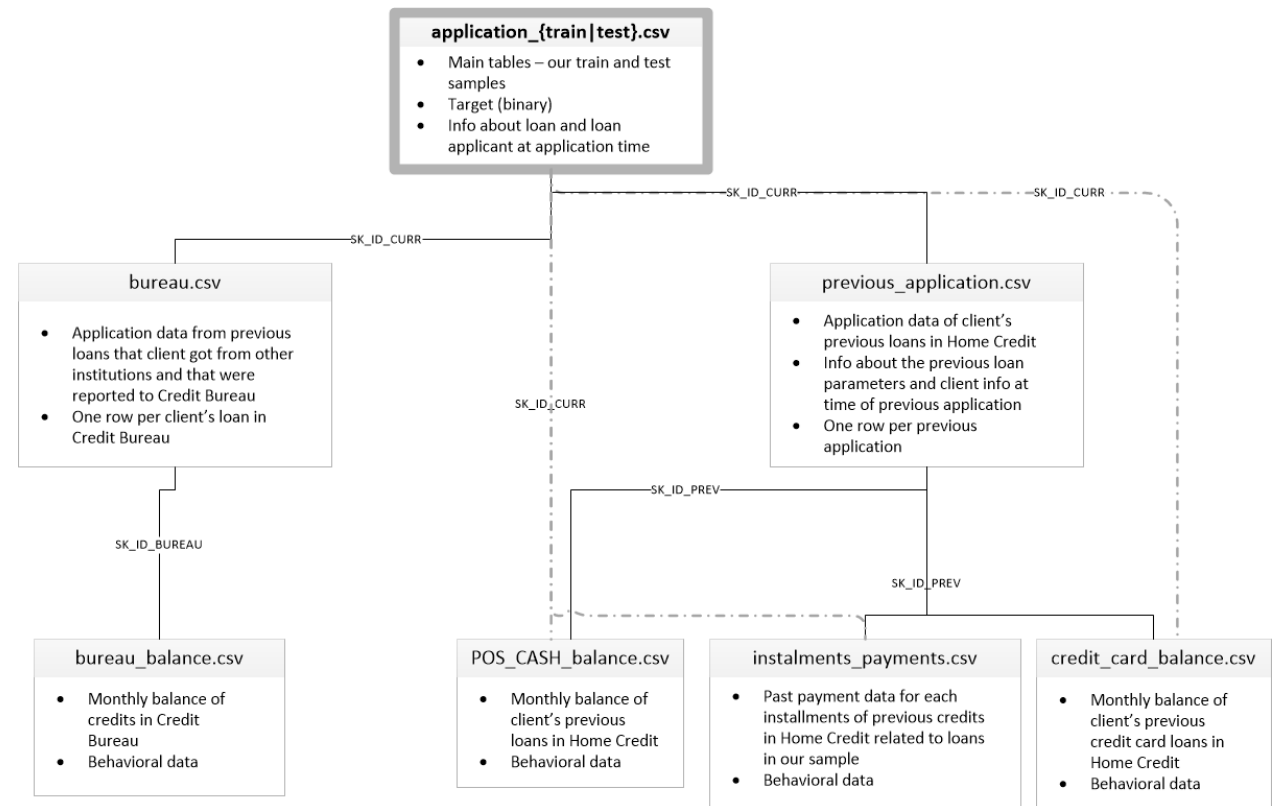 application_{train|test}.csv
• Main tables – our train and test
samples
• Target (binary)
• Info about loan and loan
applicant at application time
SK_ID_CURR
SK_ID_CURR
SK_ID_CURR
bureau.csv
• Application data from previous
loans that client got from other
institutions and that were
reported to Credit Bureau
• One row per client's loan in
Credit Bureau
previous_application.csv
• Application data of client's
previous loans in Home Credit
• Info about the previous loan
parameters and client info at
time of previous application
• One row per previous
application
SK_ID_CURR
SK_ID_PREV
SK_ID_BUREAU
SK_ID_PREV
bureau_balance.csv
• Monthly balance of
credits in Credit
Bureau
• Behavioral data
POS_CASH_balance.csv
• Monthly balance of
client's previous
loans in Home Credit
• Behavioral data
instalments_payments.csv
• Past payment data for each
installments of previous credits
in Home Credit related to loans
in our sample
• Behavioral data
credit_card_balance.csv
• Monthly balance of
client's previous
credit card loans in
Home Credit
• Behavioral data